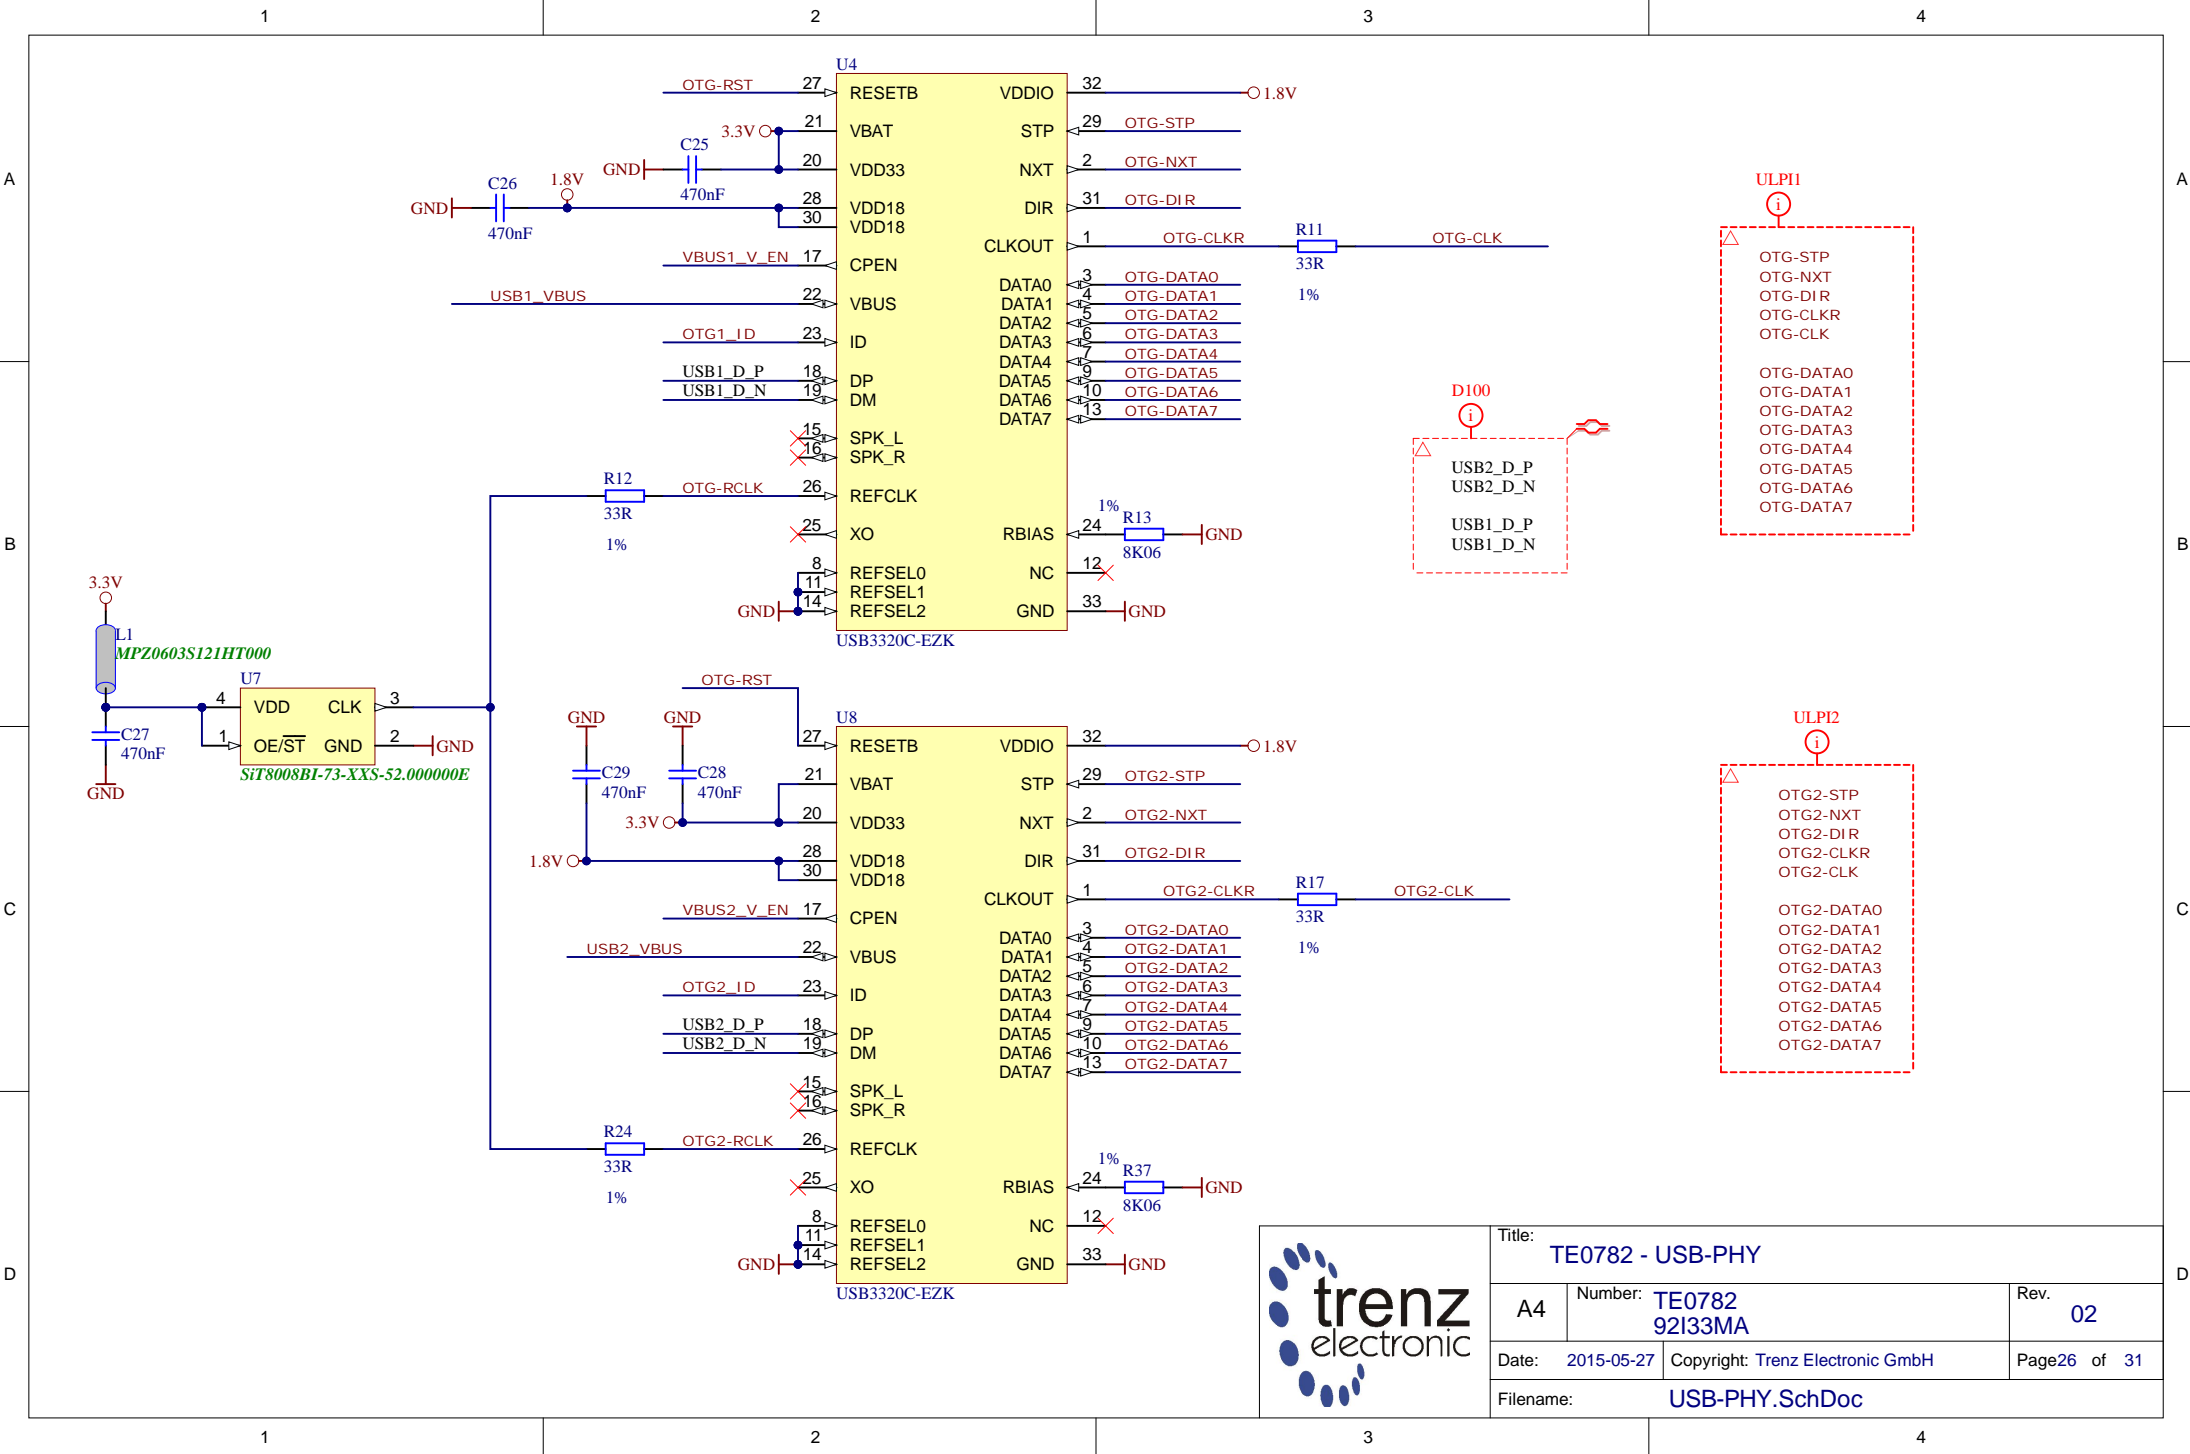 1 2 3 4
A A
B B
C C
D D
1 2 3 4
U4
OTG-RST 27 RESETB
3.3V 21 VBAT
20 VDD33
C25
GND
470nF
C26
1.8V
GND
470nF
28 VDD18
30 VDD18
VBUS1_V_EN 17 CPEN
USB1_VBUS 22 VBUS
OTG1_ID 23 ID
USB1_D_P 18 DP
USB1_D_N 19 DM
15 SPK_L
16 SPK_R
R12
33R
1%
OTG-RCLK 26 REFCLK
25 XO
8 REFSEL0
11 REFSEL1
GND 14 REFSEL2
VDDIO 32 1.8V
STP 29 OTG-STP
NXT 2 OTG-NXT
DIR 31 OTG-DIR
CLKOUT 1 OTG-CLKR
R11
33R
1%
OTG-CLK
DATA0 3 OTG-DATA0
DATA1 4 OTG-DATA1
DATA2 5 OTG-DATA2
DATA3 6 OTG-DATA3
DATA4 7 OTG-DATA4
DATA5 9 OTG-DATA5
DATA6 10 OTG-DATA6
DATA7 13 OTG-DATA7
RBIAS 24
1% R13
8K06
GND
NC 12
GND 33 GND
USB3320C-EZK
D100
i
USB2_D_P
USB2_D_N
USB1_D_P
USB1_D_N
ULPI1
i
OTG-STP
OTG-NXT
OTG-DIR
OTG-CLKR
OTG-CLK
OTG-DATA0
OTG-DATA1
OTG-DATA2
OTG-DATA3
OTG-DATA4
OTG-DATA5
OTG-DATA6
OTG-DATA7
3.3V
L1
MPZ0603S121HT000
C27
470nF
GND
U7
4 VDD CLK 3
1 OE/ST GND 2 GND
SiT8008BI-73-XXS-52.000000E
U8
OTG-RST 27 RESETB
GND GND
C29
470nF
C28
470nF
21 VBAT
3.3V 20 VDD33
1.8V 28 VDD18
30 VDD18
VBUS2_V_EN 17 CPEN
USB2_VBUS 22 VBUS
OTG2_ID 23 ID
USB2_D_P 18 DP
USB2_D_N 19 DM
15 SPK_L
16 SPK_R
R24
33R
1%
OTG2-RCLK 26 REFCLK
25 XO
8 REFSEL0
11 REFSEL1
GND 14 REFSEL2
VDDIO 32 1.8V
STP 29 OTG2-STP
NXT 2 OTG2-NXT
DIR 31 OTG2-DIR
CLKOUT 1 OTG2-CLKR
R17
33R
1%
OTG2-CLK
DATA0 3 OTG2-DATA0
DATA1 4 OTG2-DATA1
DATA2 5 OTG2-DATA2
DATA3 6 OTG2-DATA3
DATA4 7 OTG2-DATA4
DATA5 9 OTG2-DATA5
DATA6 10 OTG2-DATA6
DATA7 13 OTG2-DATA7
RBIAS 24
1% R37
8K06
GND
NC 12
GND 33 GND
USB3320C-EZK
ULPI2
i
OTG2-STP
OTG2-NXT
OTG2-DIR
OTG2-CLKR
OTG2-CLK
OTG2-DATA0
OTG2-DATA1
OTG2-DATA2
OTG2-DATA3
OTG2-DATA4
OTG2-DATA5
OTG2-DATA6
OTG2-DATA7
trenz
electronic
Title:
TE0782 - USB-PHY
A4
Number: TE0782
92I33MA
Rev.
02
Date: 2015-05-27
Copyright: Trenz Electronic GmbH
Page26 of 31
Filename: USB-PHY.SchDoc